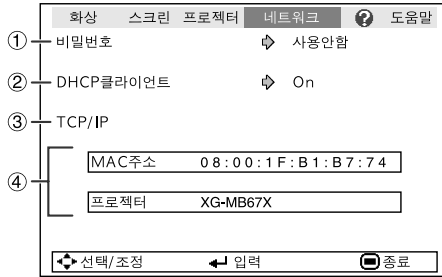 화상 스크린 프로젝터 네트워크 ? 도움말
① 비밀번호 사용안함
② DHCP클라이언트 On
③ TCP/IP
④
MAC주소 08:00:1F:B1:B7:74
프로젝터 XG-MB67X
선택/조정 입력 종료